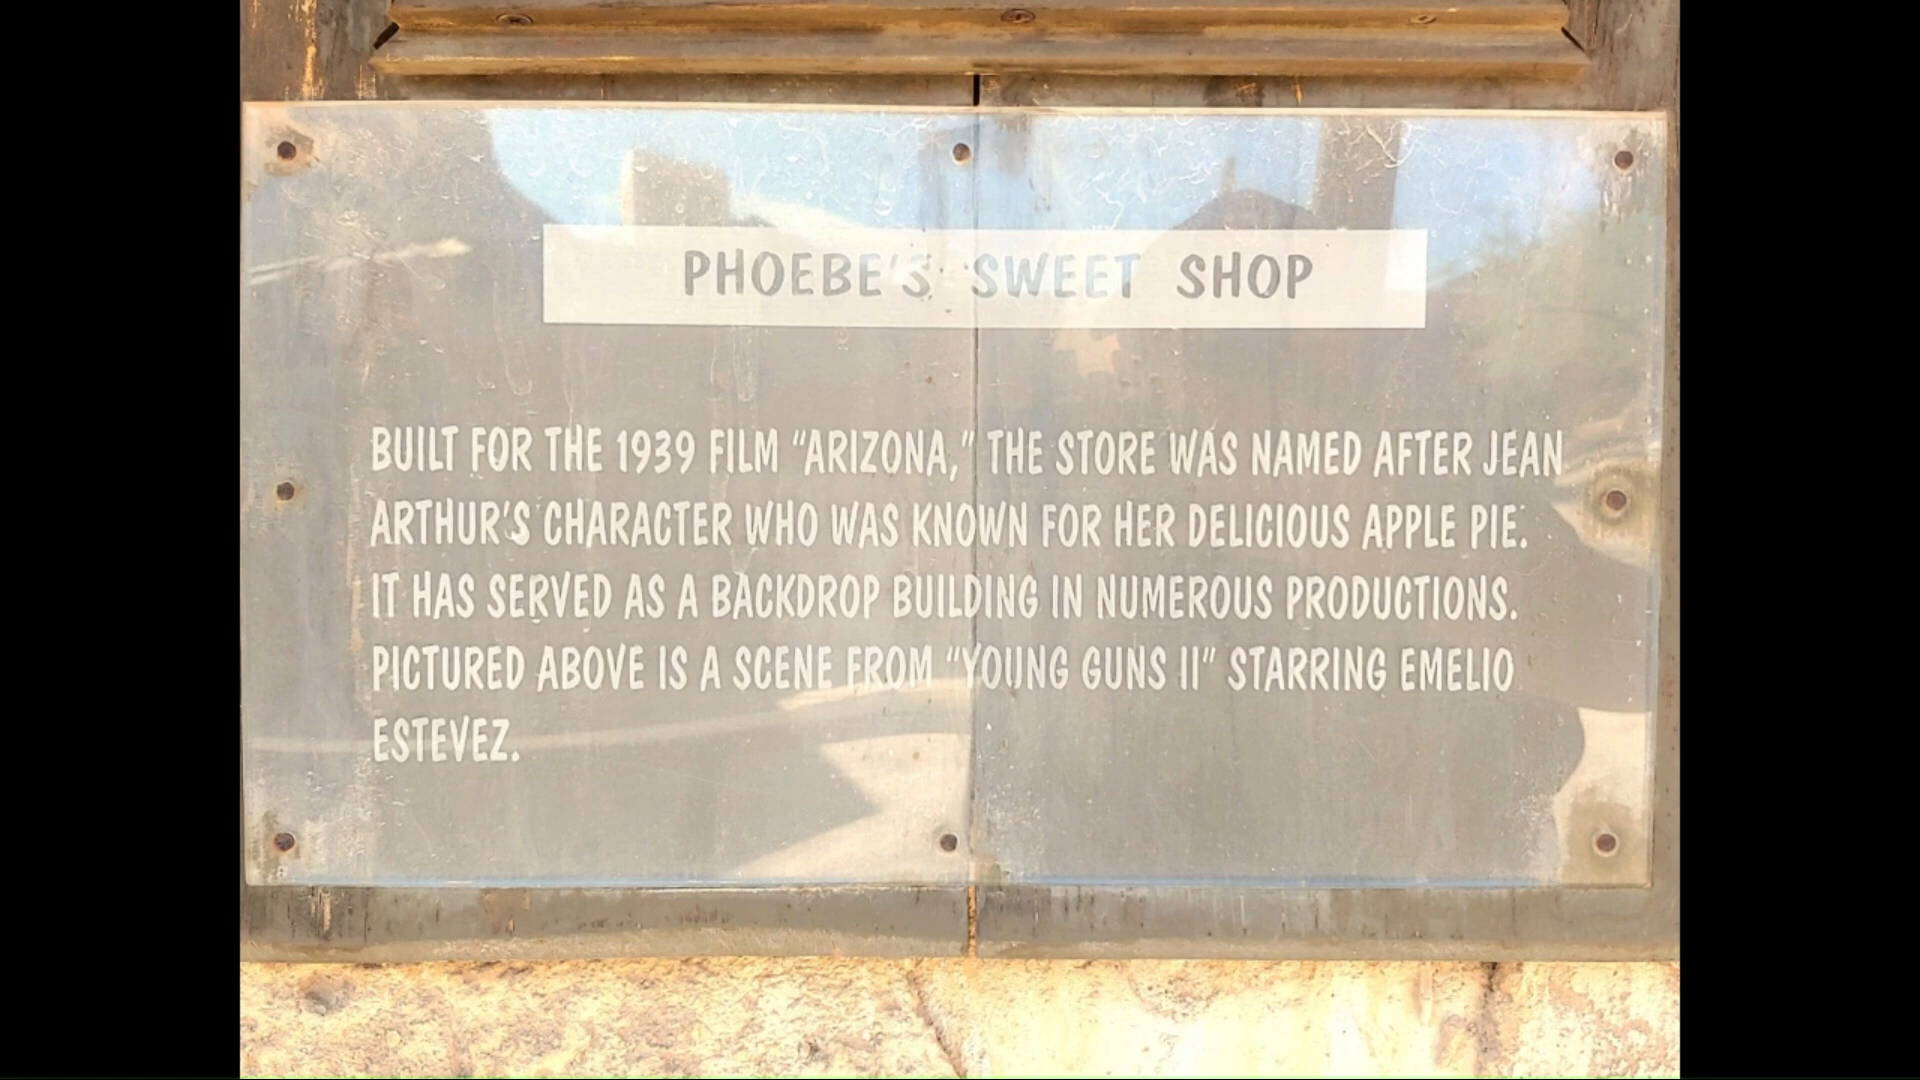 PHOEBE'S SWEET SHOP
BUILT FOR THE 1939 FILM “ARIZONA,” THE STORE WAS NAMED AFTER JEAN
ARTHUR'S CHARACTER WHO WAS KNOWN FOR HER DELICIOUS APPLE PIE.
IT HAS SERVED AS A BACKDROP BUILDING IN NUMEROUS PRODUCTIONS.
PICTURED ABOVE IS A SCENE FROM “YOUNG GUNS II” STARRING EMELIO
ESTEVEZ.